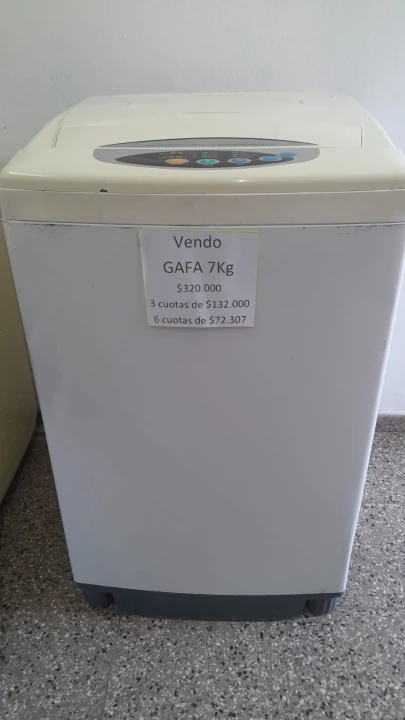 Vendo
GAFA 7Kg
$320.000
3 cuotas de $132.000
6 cuotas de $72.307